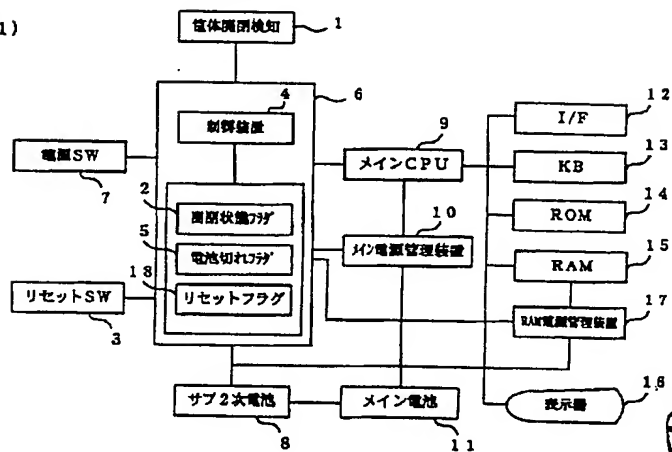 1)
筐体開閉検知
1
6
4
制御装置
電源SW
7
2
開閉状態フラグ
5
電池切れフラグ
18
リセットフラグ
リセットSW
3
サブ2次電池
8
メインCPU
9
10
メイン電源管理装置
メイン電池
11
I/F
12
KB
13
ROM
14
RAM
15
RAM電源管理装置
17
表示器
16